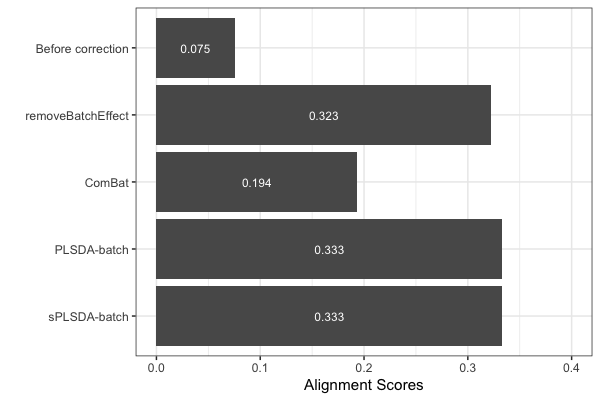 Before correction
0.075
removeBatchEffect
0.323
ComBat
0.194
PLSDA-batch
0.333
sPLSDA-batch
0.333
0.0 0.1 0.2 0.3 0.4
Alignment Scores